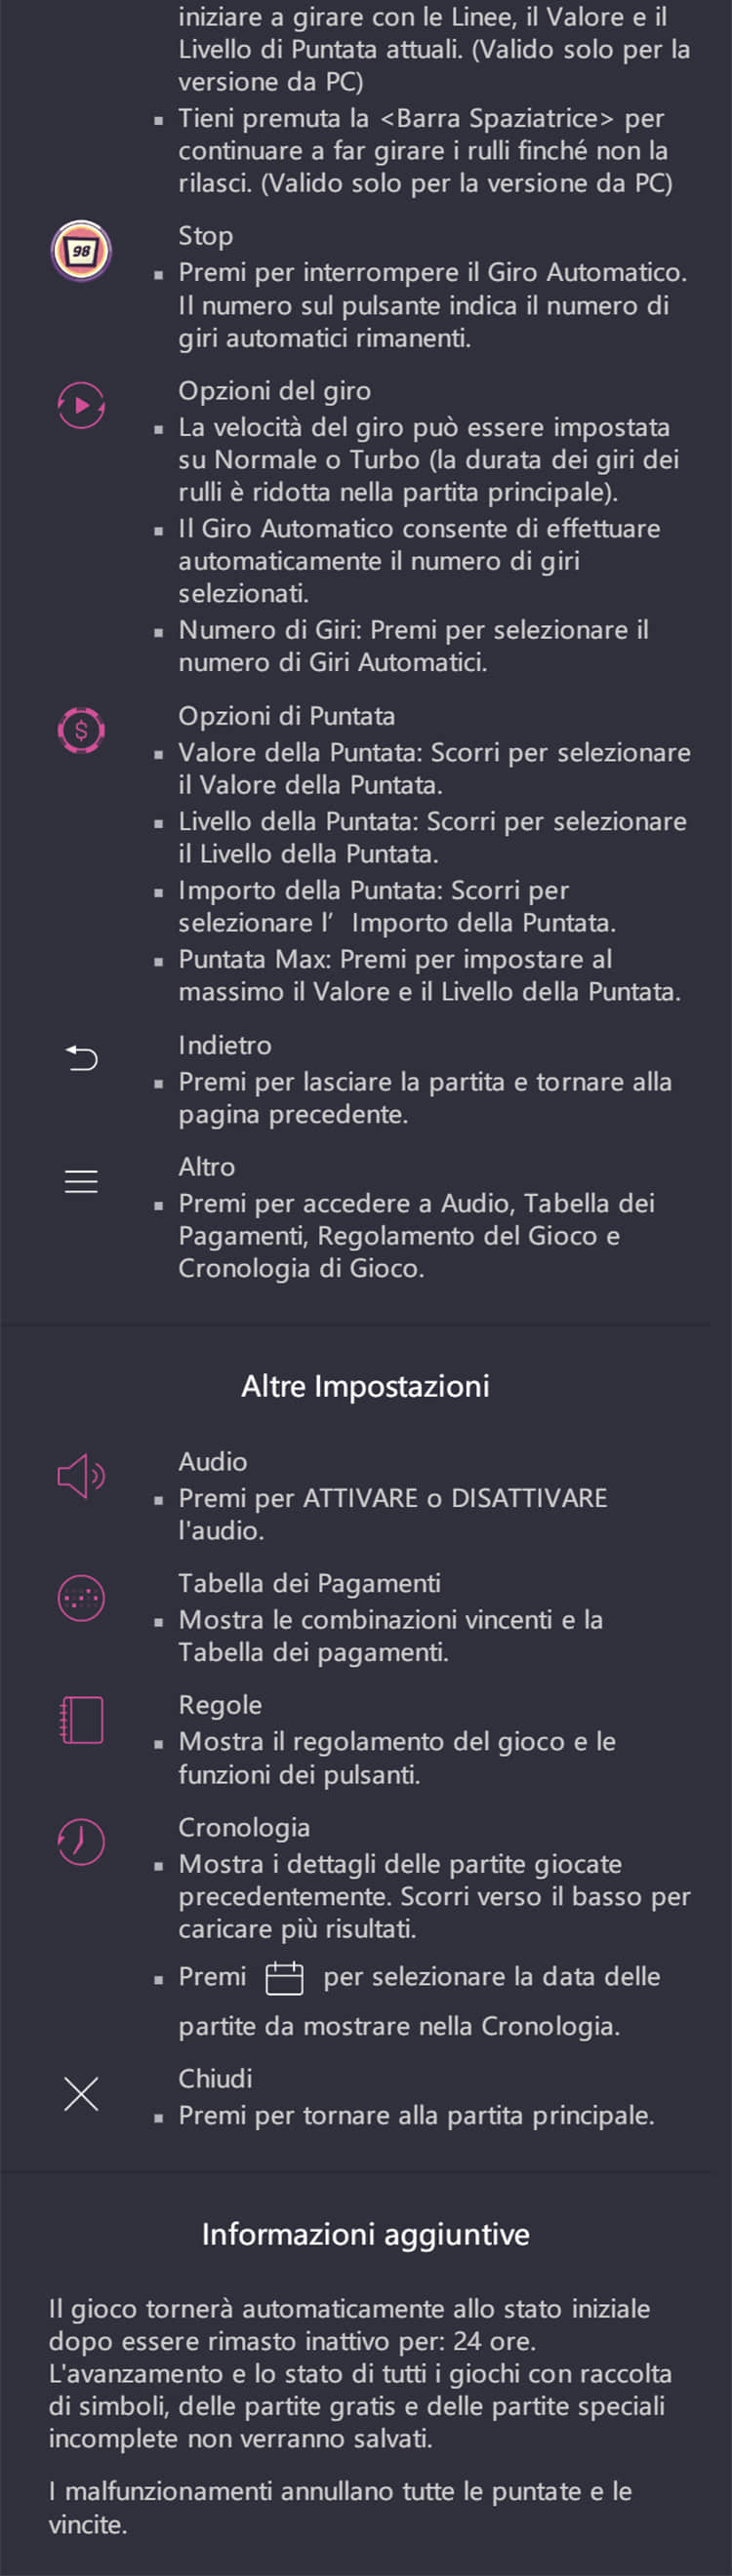 iniziare a girare con le Linee, il Valore e il
Livello di Puntata attuali. (Valido solo per la
versione da PC)
▪ Tieni premuta la <Barra Spaziatrice> per
continuare a far girare i rulli finché non la
rilasci. (Valido solo per la versione da PC)
98
Stop
▪ Premi per interrompere il Giro Automatico.
Il numero sul pulsante indica il numero di
giri automatici rimanenti.
Opzioni del giro
▪ La velocità del giro può essere impostata
su Normale o Turbo (la durata dei giri dei
rulli è ridotta nella partita principale).
▪ Il Giro Automatico consente di effettuare
automaticamente il numero di giri
selezionati.
▪ Numero di Giri: Premi per selezionare il
numero di Giri Automatici.
$
Opzioni di Puntata
▪ Valore della Puntata: Scorri per selezionare
il Valore della Puntata.
▪ Livello della Puntata: Scorri per selezionare
il Livello della Puntata.
▪ Importo della Puntata: Scorri per
selezionare l’ Importo della Puntata.
▪ Puntata Max: Premi per impostare al
massimo il Valore e il Livello della Puntata.
Indietro
▪ Premi per lasciare la partita e tornare alla
pagina precedente.
Altro
▪ Premi per accedere a Audio, Tabella dei
Pagamenti, Regolamento del Gioco e
Cronologia di Gioco.
Altre Impostazioni
Audio
▪ Premi per ATTIVARE o DISATTIVARE
l'audio.
Tabella dei Pagamenti
▪ Mostra le combinazioni vincenti e la
Tabella dei pagamenti.
Regole
▪ Mostra il regolamento del gioco e le
funzioni dei pulsanti.
Cronologia
▪ Mostra i dettagli delle partite giocate
precedentemente. Scorri verso il basso per
caricare più risultati.
▪ Premi per selezionare la data delle
partite da mostrare nella Cronologia.
Chiudi
▪ Premi per tornare alla partita principale.
Informazioni aggiuntive
Il gioco tornerà automaticamente allo stato iniziale
dopo essere rimasto inattivo per: 24 ore.
L'avanzamento e lo stato di tutti i giochi con raccolta
di simboli, delle partite gratis e delle partite speciali
incomplete non verranno salvati.
I malfunzionamenti annullano tutte le puntate e le
vincite.